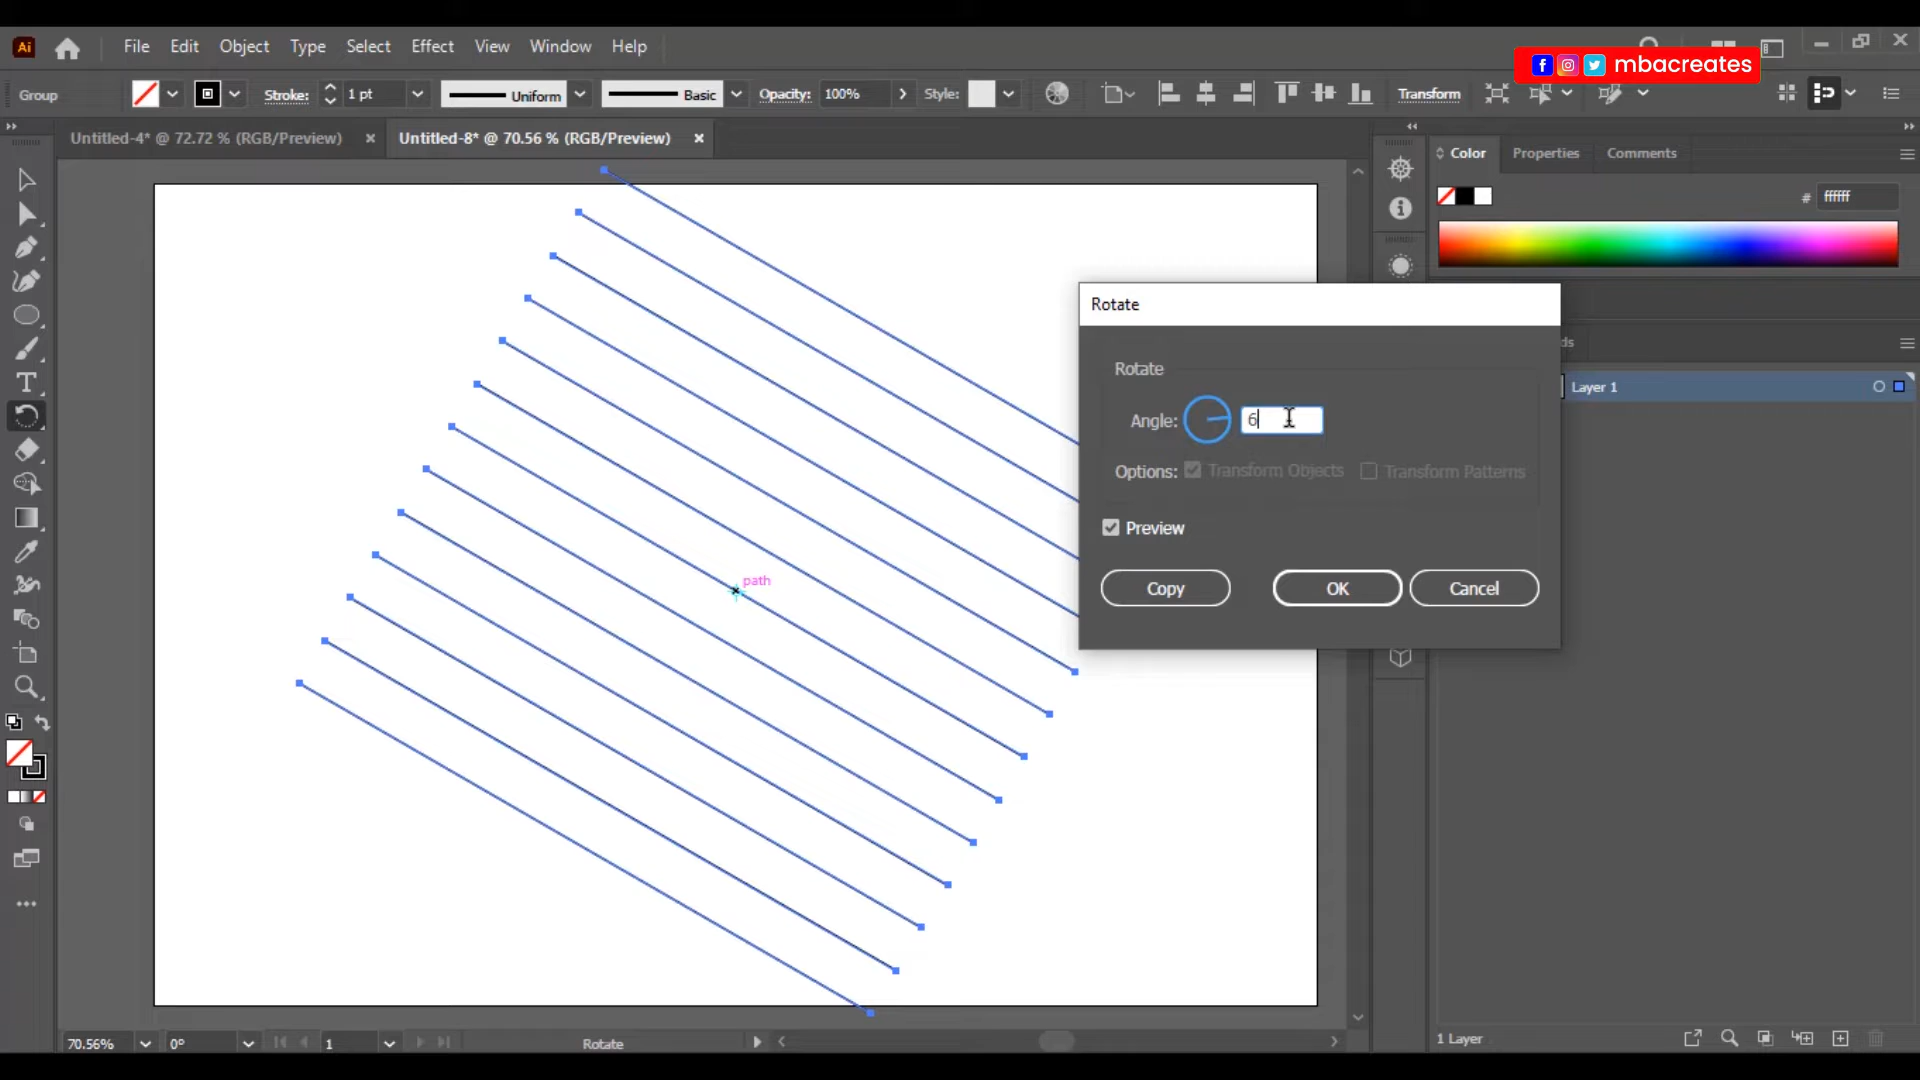 Ai
File Edit Object Type Select Effect View Window Help
mbacreates
Group Stroke: 1 pt Uniform Basic Opacity: 100% Style: Transform
Untitled-4* @ 72.72 % (RGB/Preview) × Untitled-8* @ 70.56 % (RGB/Preview) ×
Color Properties Comments
# ffffff
Rotate
ds
Rotate
Layer 1
Angle: 6
Options: Transform Objects Transform Patterns
Preview
path
Copy OK Cancel
70.56% 0° 1 Rotate
1 Layer